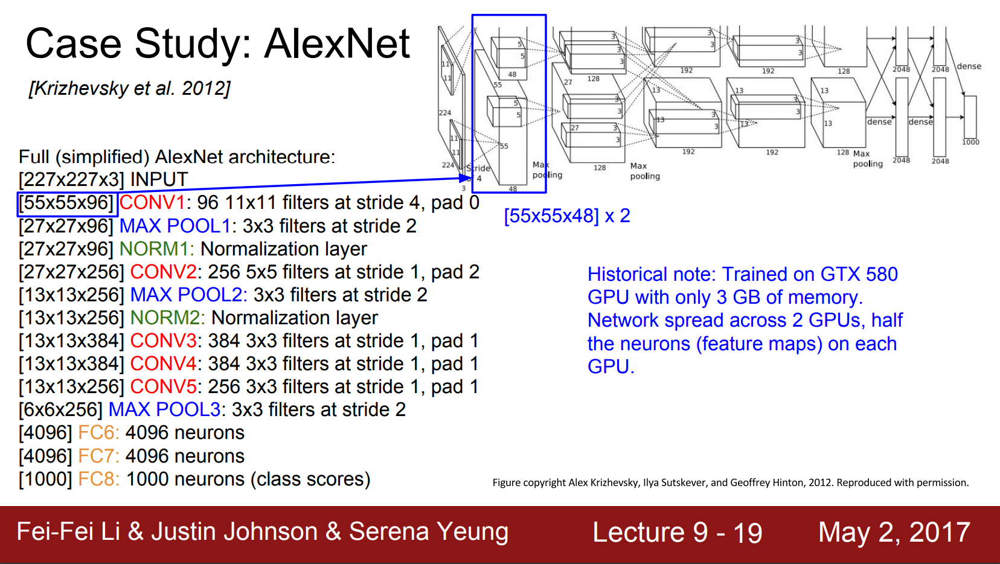 Case Study: AlexNet
[Krizhevsky et al. 2012]
Full (simplified) AlexNet architecture:
[227x227x3] INPUT
[55x55x96] CONV1: 96 11x11 filters at stride 4, pad 0
[27x27x96] MAX POOL1: 3x3 filters at stride 2
[27x27x96] NORM1: Normalization layer
[27x27x256] CONV2: 256 5x5 filters at stride 1, pad 2
[13x13x256] MAX POOL2: 3x3 filters at stride 2
[13x13x256] NORM2: Normalization layer
[13x13x384] CONV3: 384 3x3 filters at stride 1, pad 1
[13x13x384] CONV4: 384 3x3 filters at stride 1, pad 1
[13x13x256] CONV5: 256 3x3 filters at stride 1, pad 1
[6x6x256] MAX POOL3: 3x3 filters at stride 2
[4096] FC6: 4096 neurons
[4096] FC7: 4096 neurons
[1000] FC8: 1000 neurons (class scores)
11
11
224
11
11
224
3
Stride
of 4
5
5
48
55
5
5
55
48
Max
pooling
3
3
3
128
27
3
3
27
3
3
128
Max
pooling
3
3
192
13
3
13
3
192
3
3
192
13
3
3
13
192
128
13
13
128
Max
pooling
2048
2048
dense
dense
dense
2048
2048
1000
[55x55x48] x 2
Historical note: Trained on GTX 580
GPU with only 3 GB of memory.
Network spread across 2 GPUs, half
the neurons (feature maps) on each
GPU.
Figure copyright Alex Krizhevsky, Ilya Sutskever, and Geoffrey Hinton, 2012. Reproduced with permission.
Fei-Fei Li & Justin Johnson & Serena Yeung
Lecture 9 - 19
May 2, 2017